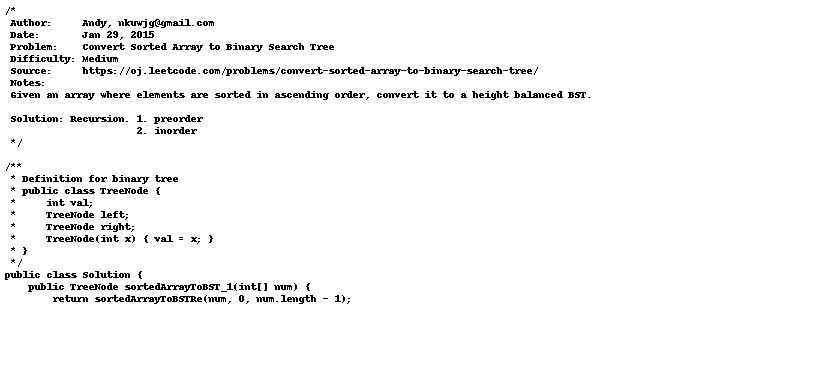 /*
 Author:     Andy, nkuwjg@gmail.com
 Date:       Jan 29, 2015
 Problem:    Convert Sorted Array to Binary Search Tree
 Difficulty: Medium
 Source:     https://oj.leetcode.com/problems/convert-sorted-array-to-binary-search-tree/
 Notes:
 Given an array where elements are sorted in ascending order, convert it to a height balanced BST.

 Solution: Recursion. 1. preorder
                      2. inorder
 */

/**
 * Definition for binary tree
 * public class TreeNode {
 *     int val;
 *     TreeNode left;
 *     TreeNode right;
 *     TreeNode(int x) { val = x; }
 * }
 */
public class Solution {
    public TreeNode sortedArrayToBST_1(int[] num) {
        return sortedArrayToBSTRe(num, 0, num.length - 1);